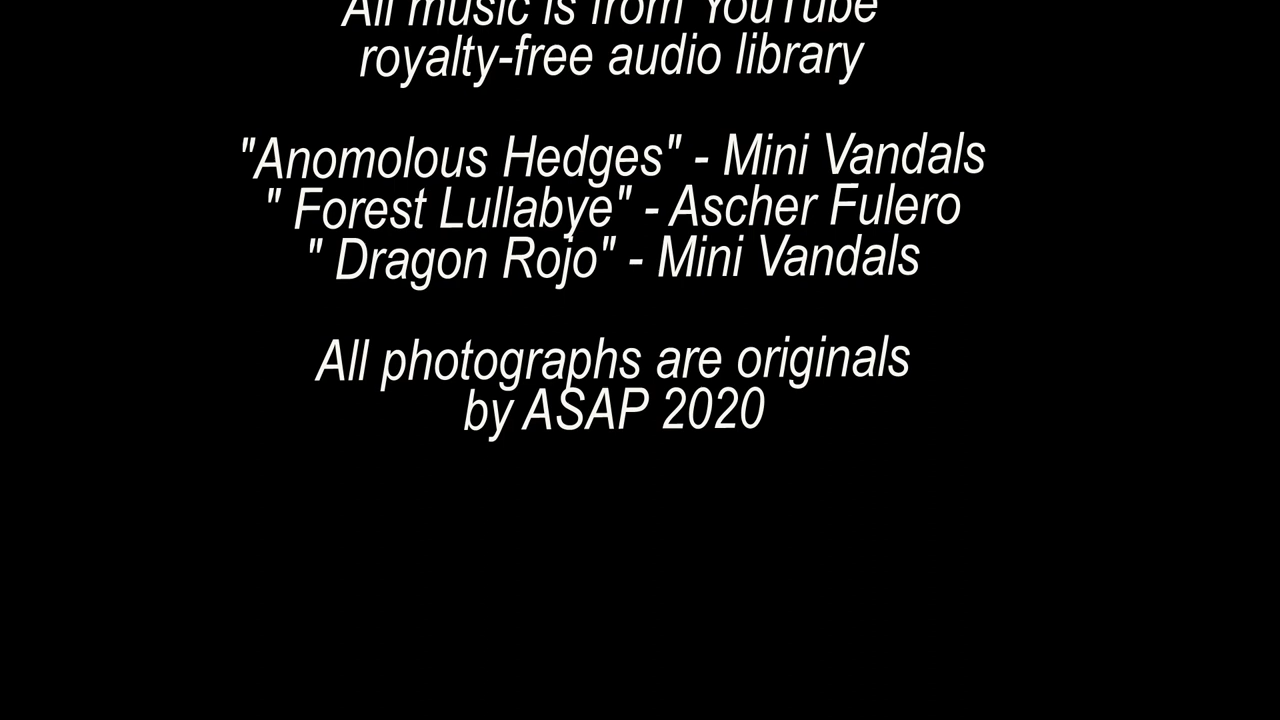 All music is from YouTube
royalty-free audio library
"Anomolous Hedges" - Mini Vandals
" Forest Lullabye" - Ascher Fulero
" Dragon Rojo" - Mini Vandals
All photographs are originals
by ASAP 2020